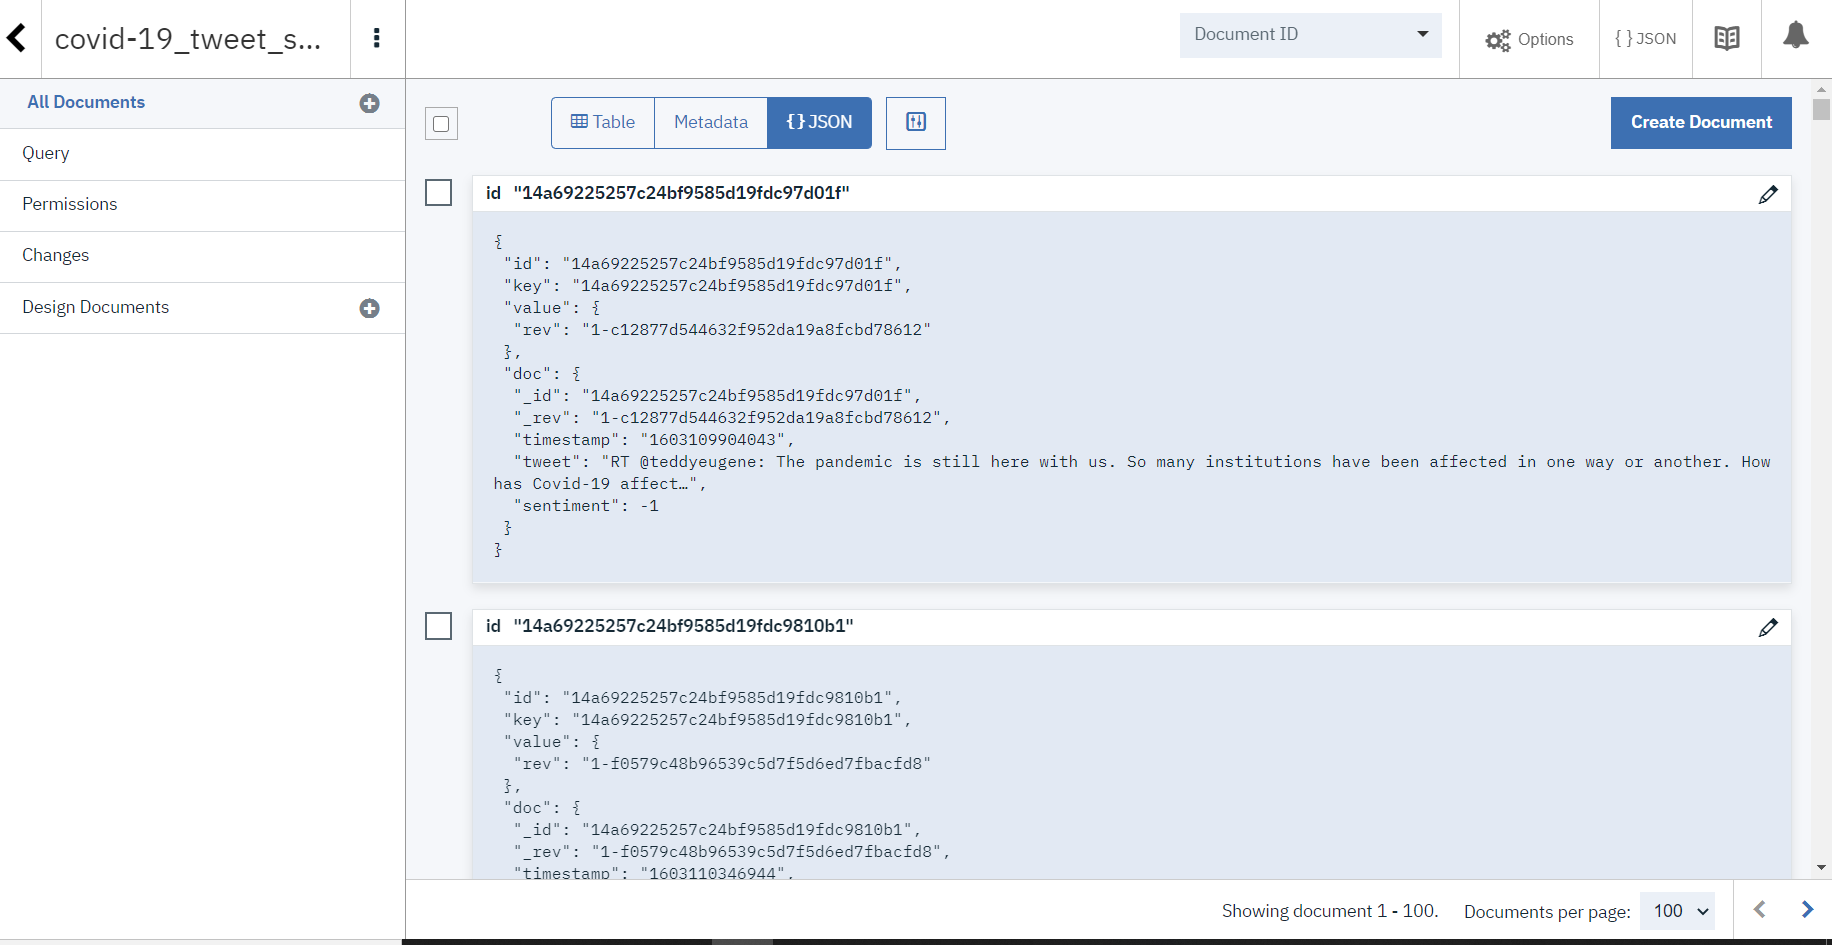 covid-19_tweet_s...
Document ID
Options
{ } JSON
All Documents
Query
Permissions
Changes
Design Documents
Table
Metadata
{} JSON
Create Document
id "14a69225257c24bf9585d19fdc97d01f"
{
"id": "14a69225257c24bf9585d19fdc97d01f",
"key": "14a69225257c24bf9585d19fdc97d01f",
"value": {
"rev": "1-c12877d544632f952da19a8fcbd78612"
},
"doc": {
"_id": "14a69225257c24bf9585d19fdc97d01f",
"_rev": "1-c12877d544632f952da19a8fcbd78612",
"timestamp": "1603109904043",
"tweet": "RT @teddyeugene: The pandemic is still here with us. So many institutions have been affected in one way or another. How
has Covid-19 affect…",
"sentiment": -1
}
}
id "14a69225257c24bf9585d19fdc9810b1"
{
"id": "14a69225257c24bf9585d19fdc9810b1",
"key": "14a69225257c24bf9585d19fdc9810b1",
"value": {
"rev": "1-f0579c48b96539c5d7f5d6ed7fbacfd8"
},
"doc": {
"_id": "14a69225257c24bf9585d19fdc9810b1",
"_rev": "1-f0579c48b96539c5d7f5d6ed7fbacfd8",
"timestamp": "1603110346944",
Showing document 1 - 100.
Documents per page: 100